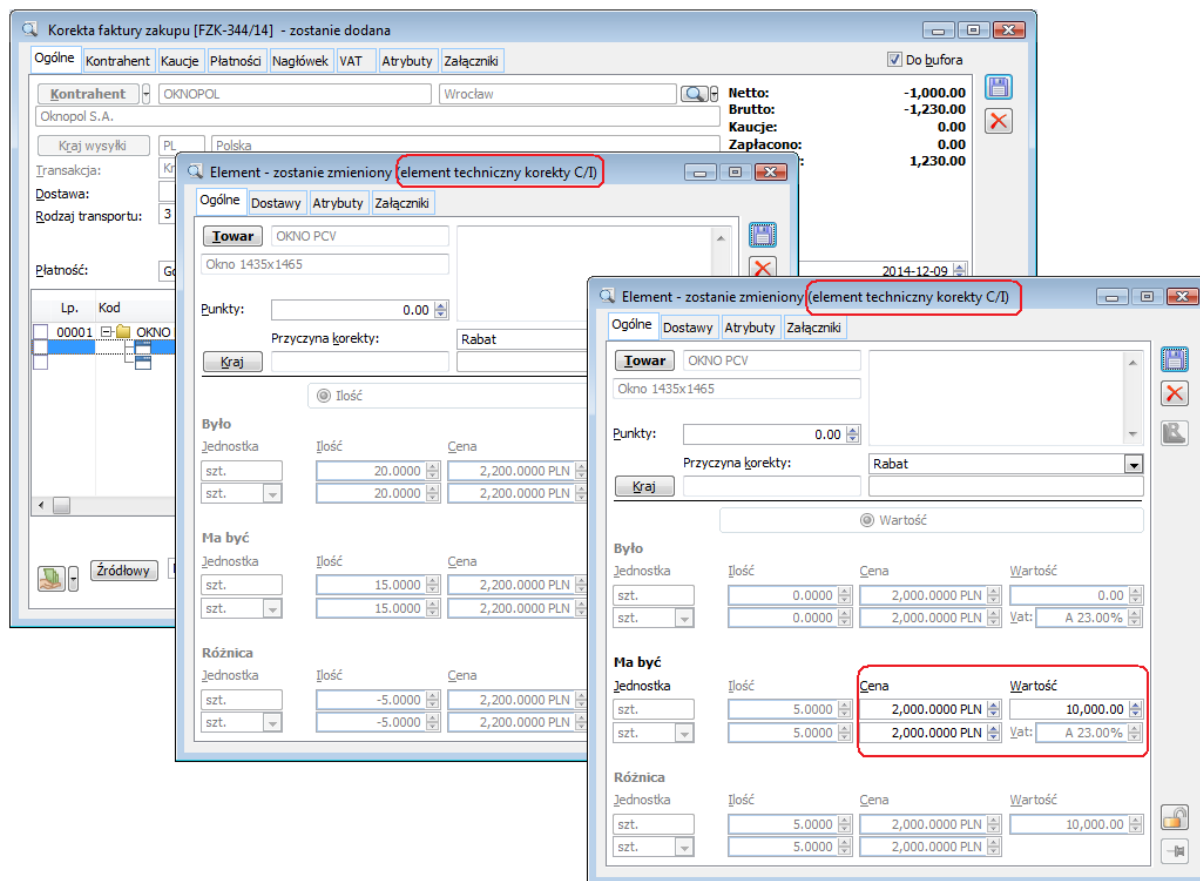 Korekta faktury zakupu [FZK-344/14] - zostanie dodana
Ogólne Kontrahent Kaucje Płatności Nagłówek VAT Atrybuty Załączniki
Do bufora
Kontrahent OKNOPOL Wrocław
Oknopol S.A.
Kraj wysyłki PL Polska
Transakcja:
Dostawa:
Rodzaj transportu: 3
Płatność:
Netto: -1,000.00
Brutto: -1,230.00
Kaucje: 0.00
Zapłacono: 0.00
1,230.00
2014-12-09
Lp. Kod
00001 OKNO
Źródłowy
Element - zostanie zmieniony (element techniczny korekty C/I)
Ogólne Dostawy Atrybuty Załączniki
Towar OKNO PCV
Okno 1435x1465
Punkty: 0.00
Przyczyna korekty: Rabat
Kraj
Ilość
Było
Jednostka Ilość Cena
szt. 20.0000 2,200.0000 PLN
szt. 20.0000 2,200.0000 PLN
Ma być
Jednostka Ilość Cena
szt. 15.0000 2,200.0000 PLN
szt. 15.0000 2,200.0000 PLN
Różnica
Jednostka Ilość Cena
szt. -5.0000 2,200.0000 PLN
szt. -5.0000 2,200.0000 PLN
Element - zostanie zmieniony (element techniczny korekty C/I)
Ogólne Dostawy Atrybuty Załączniki
Towar OKNO PCV
Okno 1435x1465
Punkty: 0.00
Przyczyna korekty: Rabat
Kraj
Wartość
Było
Jednostka Ilość Cena Wartość
szt. 0.0000 2,000.0000 PLN 0.00
szt. 0.0000 2,000.0000 PLN Vat: A 23.00%
Ma być
Jednostka Ilość Cena Wartość
szt. 5.0000 2,000.0000 PLN 10,000.00
szt. 5.0000 2,000.0000 PLN Vat: A 23.00%
Różnica
Jednostka Ilość Cena Wartość
szt. 5.0000 2,000.0000 PLN 10,000.00
szt. 5.0000 2,000.0000 PLN